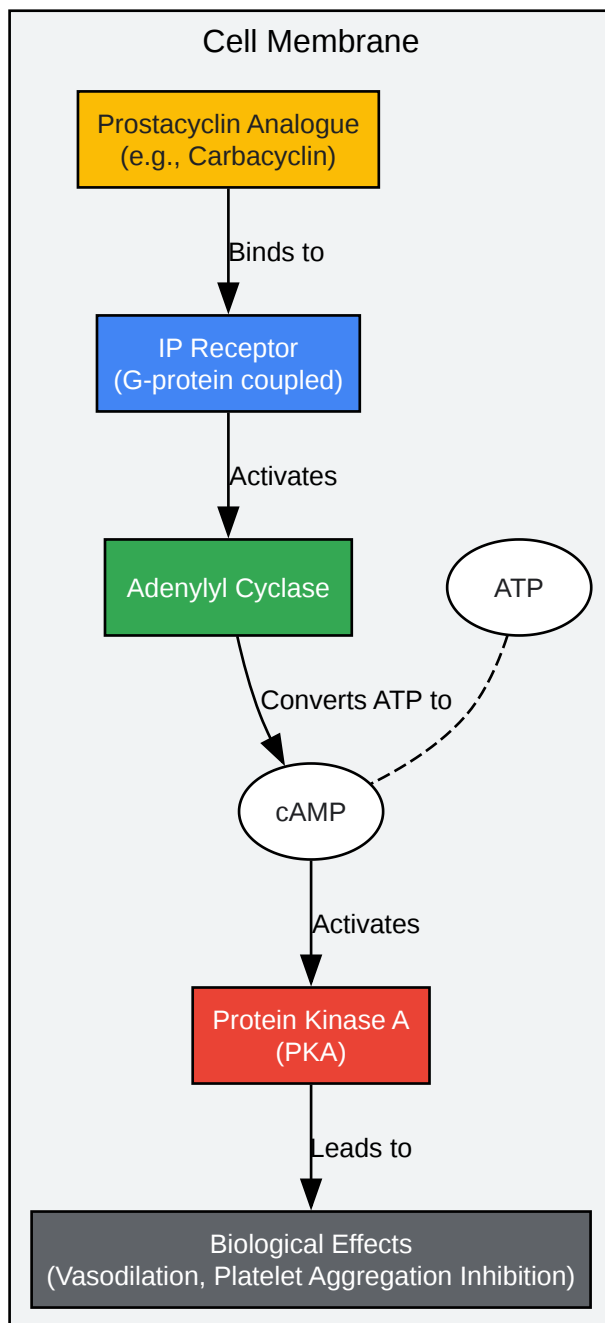 Cell Membrane
Prostacyclin Analogue
(e.g., Carbacyclin)
Binds to
IP Receptor
(G-protein coupled)
Activates
Adenylyl Cyclase
ATP
Converts ATP to
cAMP
Activates
Protein Kinase A
(PKA)
Leads to
Biological Effects
(Vasodilation, Platelet Aggregation Inhibition)